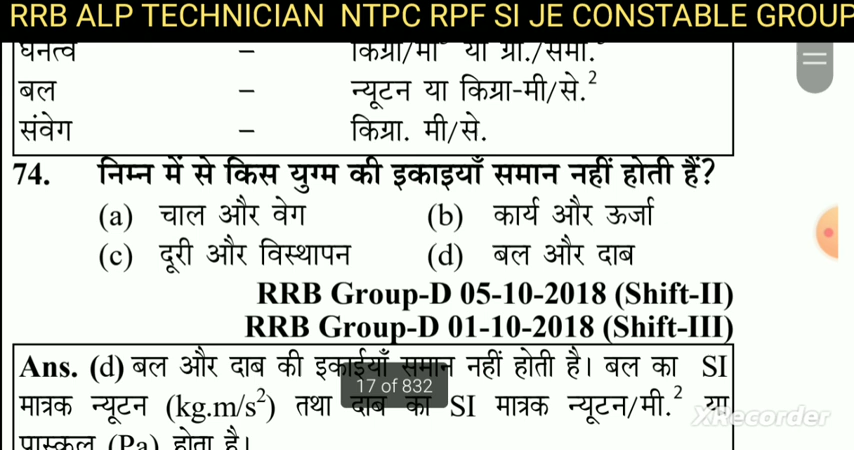 RRB ALP TECHNICIAN NTPC RPF SI JE CONSTABLE GROUP
घनत्व – किग्रा/मी या ग्रा./सेमी.
बल – न्यूटन या किग्रा-मी/से.²
संवेग – किग्रा. मी/से.
74. निम्न में से किस युग्म की इकाइयाँ समान नहीं होती हैं?
(a) चाल और वेग (b) कार्य और ऊर्जा
(c) दूरी और विस्थापन (d) बल और दाब
RRB Group-D 05-10-2018 (Shift-II)
RRB Group-D 01-10-2018 (Shift-III)
Ans. (d) बल और दाब की इकाईयाँ समान नहीं होती है। बल का SI
17 of 832
मात्रक न्यूटन (kg.m/s²) तथा दाब का SI मात्रक न्यूटन/मी.² या
XRecorder
पास्कल (Pa) होता है।